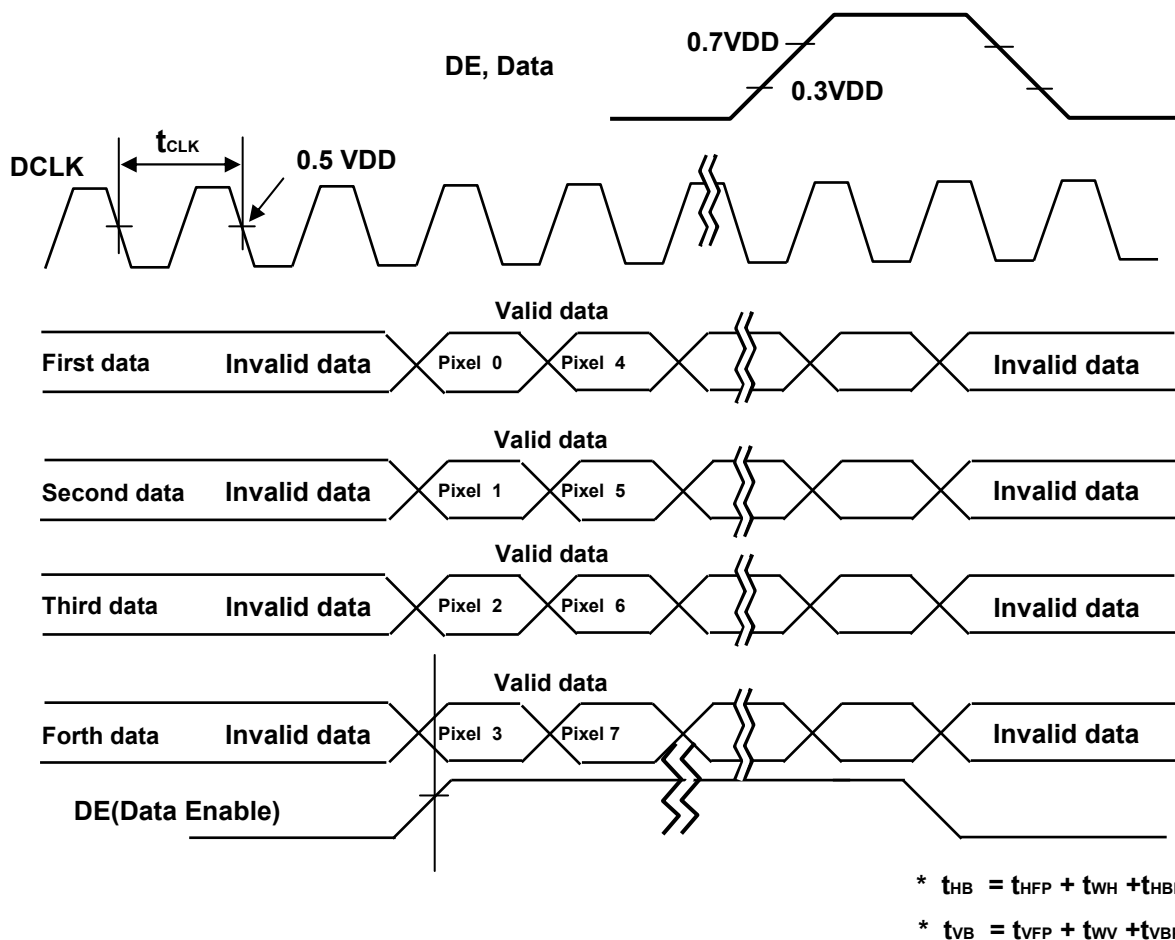 DE, Data
0.7VDD
0.3VDD
DCLK
tCLK
0.5 VDD
Valid data
First data
Invalid data
Pixel 0
Pixel 4
Invalid data
Valid data
Second data
Invalid data
Pixel 1
Pixel 5
Invalid data
Valid data
Third data
Invalid data
Pixel 2
Pixel 6
Invalid data
Valid data
Forth data
Invalid data
Pixel 3
Pixel 7
Invalid data
DE(Data Enable)
* tHB = tHFP + tWH +
* tVB = tVFP + tWV +